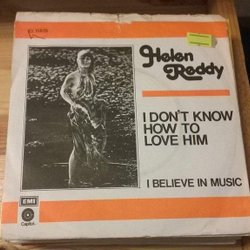 Helen
Reddy
I DON'T KNOW
HOW TO
LOVE HIM
I BELIEVE IN MUSIC
EMI
Capitol